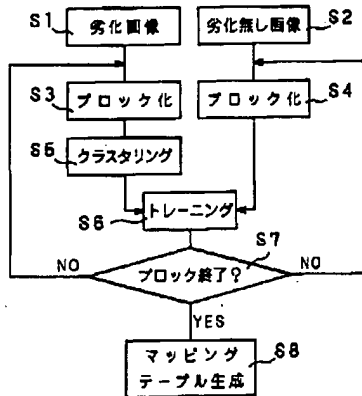 S1
劣化画像
S2
劣化無し画像
S3
ブロック化
S4
ブロック化
S5
クラスタリング
S6
トレーニング
S7
ブロック終了?
NO
NO
YES
S8
マッピング
テーブル生成